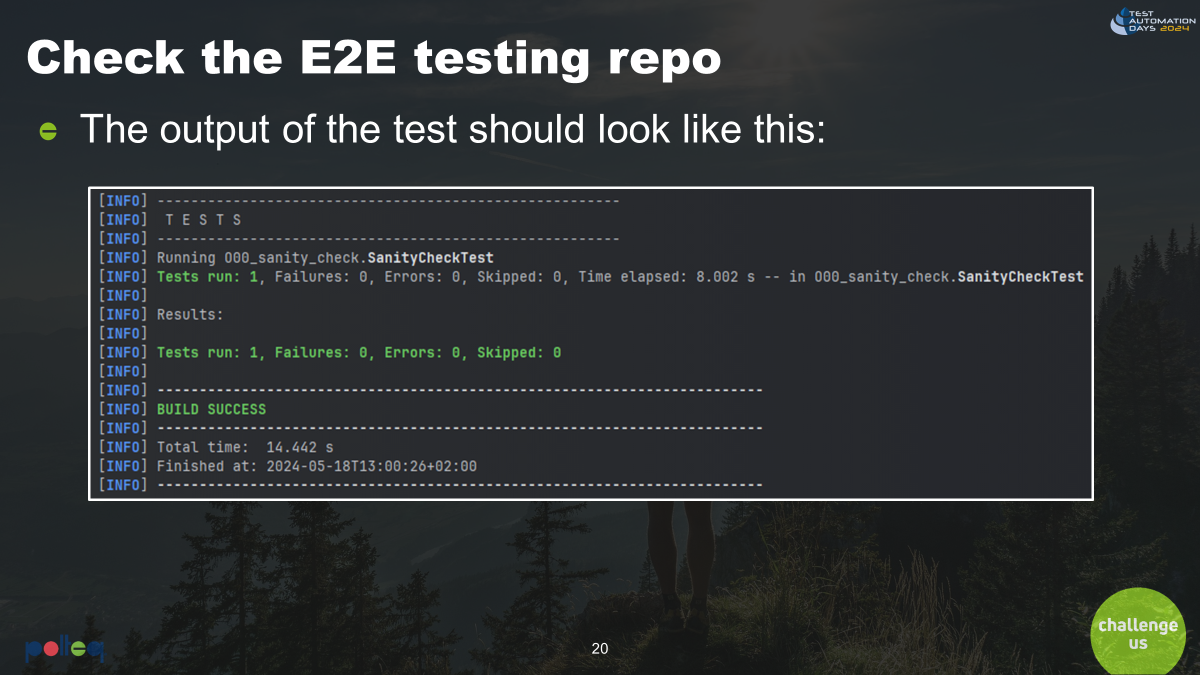 TEST
AUTOMATION
DAYS 2024
Check the E2E testing repo
The output of the test should look like this:
[INFO] -------------------------------------------------------
[INFO]  T E S T S
[INFO] -------------------------------------------------------
[INFO] Running O00_sanity_check.SanityCheckTest
[INFO] Tests run: 1, Failures: 0, Errors: 0, Skipped: 0, Time elapsed: 8.002 s -- in O00_sanity_check.SanityCheckTest
[INFO]
[INFO] Results:
[INFO]
[INFO] Tests run: 1, Failures: 0, Errors: 0, Skipped: 0
[INFO]
[INFO] ------------------------------------------------------------------------
[INFO] BUILD SUCCESS
[INFO] ------------------------------------------------------------------------
[INFO] Total time:  14.442 s
[INFO] Finished at: 2024-05-18T13:00:26+02:00
[INFO] ------------------------------------------------------------------------
polteq
20
challenge
us